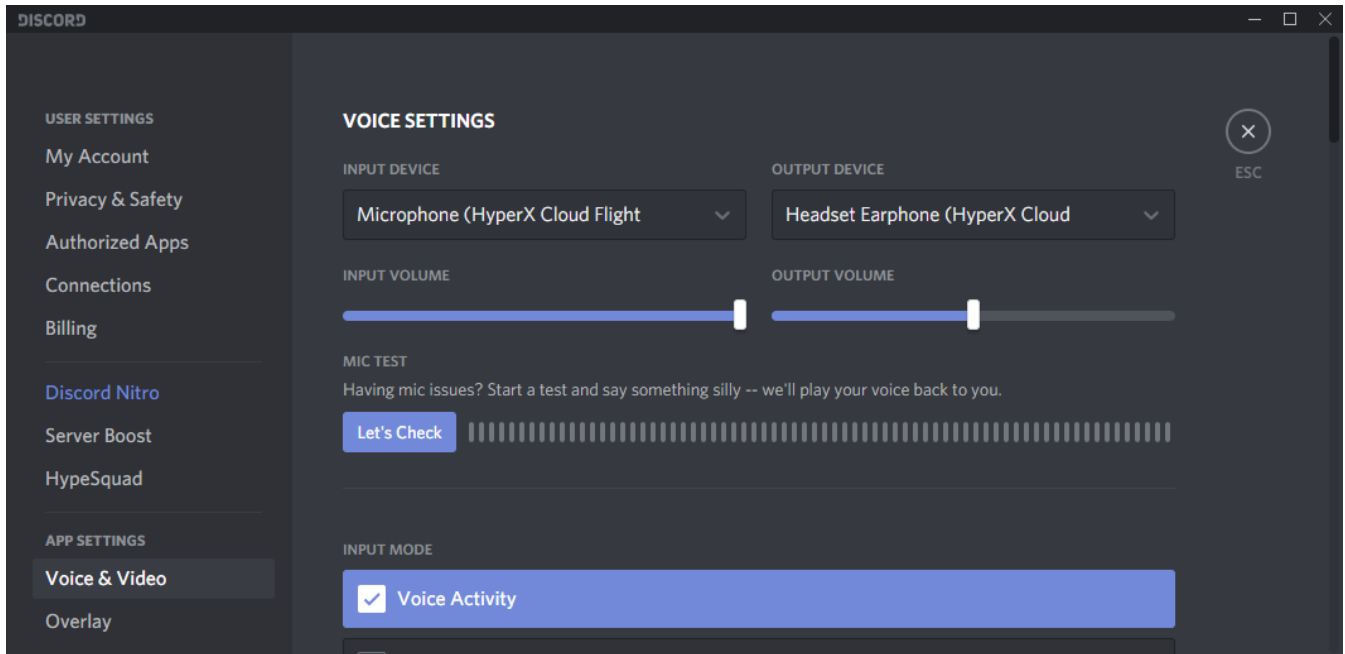 DISCORD
USER SETTINGS
My Account
Privacy & Safety
Authorized Apps
Connections
Billing
Discord Nitro
Server Boost
HypeSquad
APP SETTINGS
Voice & Video
Overlay
VOICE SETTINGS
ESC
INPUT DEVICE
OUTPUT DEVICE
Microphone (HyperX Cloud Flight
Headset Earphone (HyperX Cloud
INPUT VOLUME
OUTPUT VOLUME
MIC TEST
Having mic issues? Start a test and say something silly -- we'll play your voice back to you.
Let's Check
INPUT MODE
Voice Activity